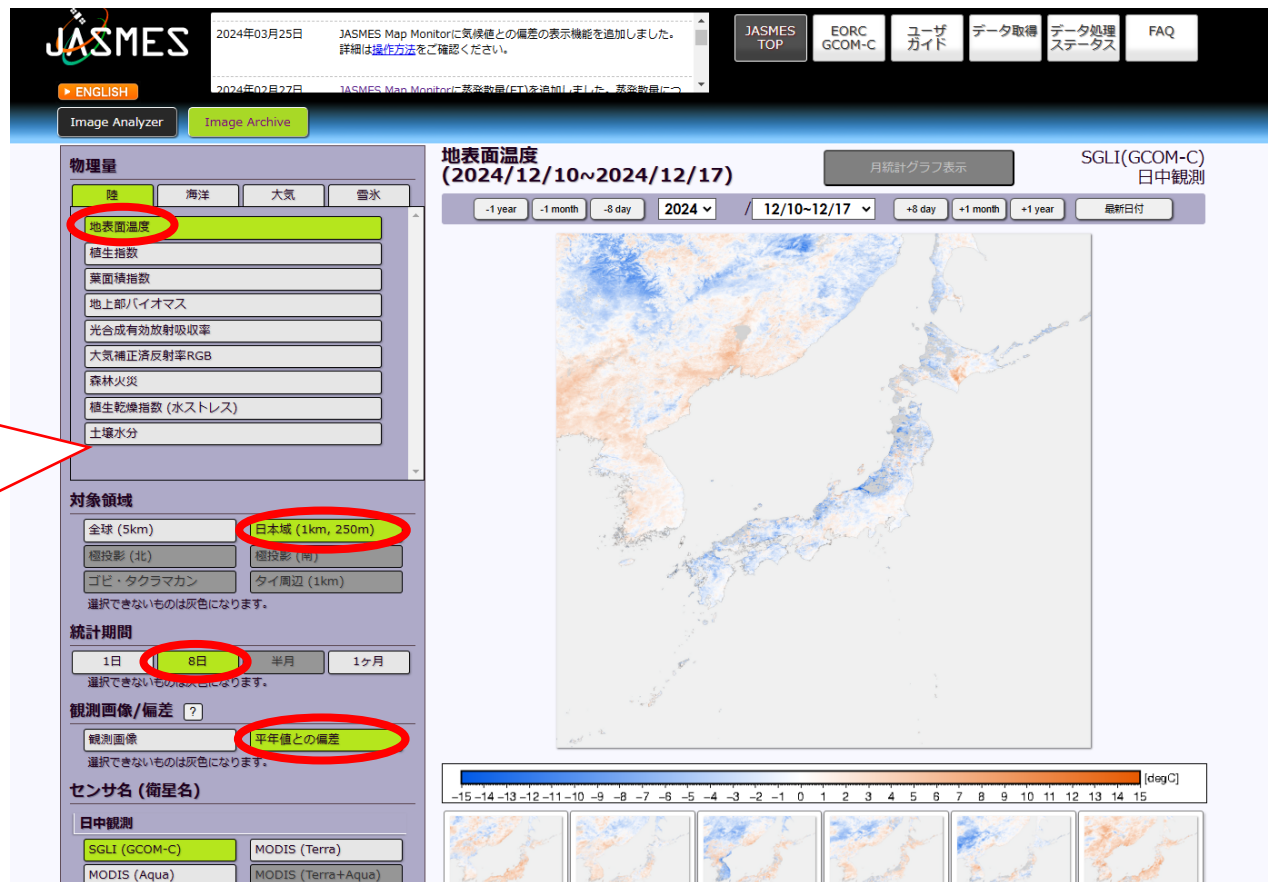 JASMES
2024年03月25日
JASMES Map Monitorに気候値との偏差の表示機能を追加しました。
詳細は操作方法をご確認ください。
2024年02月27日
JASMES Map Monitorに蒸発散量(ET)を追加しました。蒸発散量につ
JASMES TOP
EORC GCOM-C
ユーザガイド
データ取得
データ処理ステータス
FAQ
▶ ENGLISH
Image Analyzer
Image Archive
物理量
陸
海洋
大気
雪氷
地表面温度
植生指数
葉面積指数
地上部バイオマス
光合成有効放射吸収率
大気補正済反射率RGB
森林火災
植生乾燥指数 (水ストレス)
土壌水分
対象領域
全球 (5km)
日本域 (1km, 250m)
極投影 (北)
極投影 (南)
ゴビ・タクラマカン
タイ周辺 (1km)
選択できないものは灰色になります。
統計期間
1日
8日
半月
1ヶ月
選択できないものは灰色になります。
観測画像/偏差 ?
観測画像
平年値との偏差
選択できないものは灰色になります。
センサ名 (衛星名)
日中観測
SGLI (GCOM-C)
MODIS (Terra)
MODIS (Aqua)
MODIS (Terra+Aqua)
地表面温度
(2024/12/10~2024/12/17)
月統計グラフ表示
SGLI(GCOM-C)
日中観測
-1 year
-1 month
-8 day
2024
/ 12/10~12/17
+8 day
+1 month
+1 year
最新日付
[degC]
-15 -14 -13 -12 -11 -10 -9 -8 -7 -6 -5 -4 -3 -2 -1 0 1 2 3 4 5 6 7 8 9 10 11 12 13 14 15